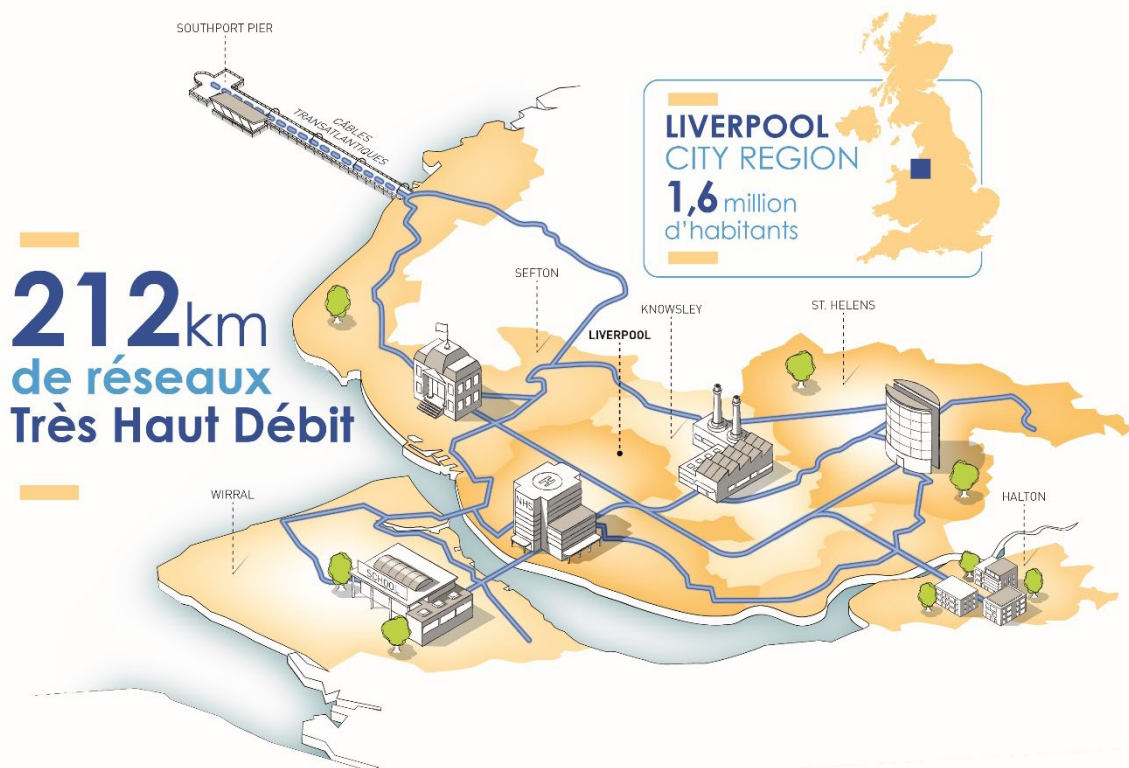 SOUTHPORT PIER
CÂBLES
TRANSATLANTIQUES
LIVERPOOL
CITY REGION
1,6 million
d'habitants
212km
de réseaux
Très Haut Débit
SEFTON
KNOWSLEY
ST. HELENS
LIVERPOOL
WIRRAL
H
NHS
HALTON
SCHOOL